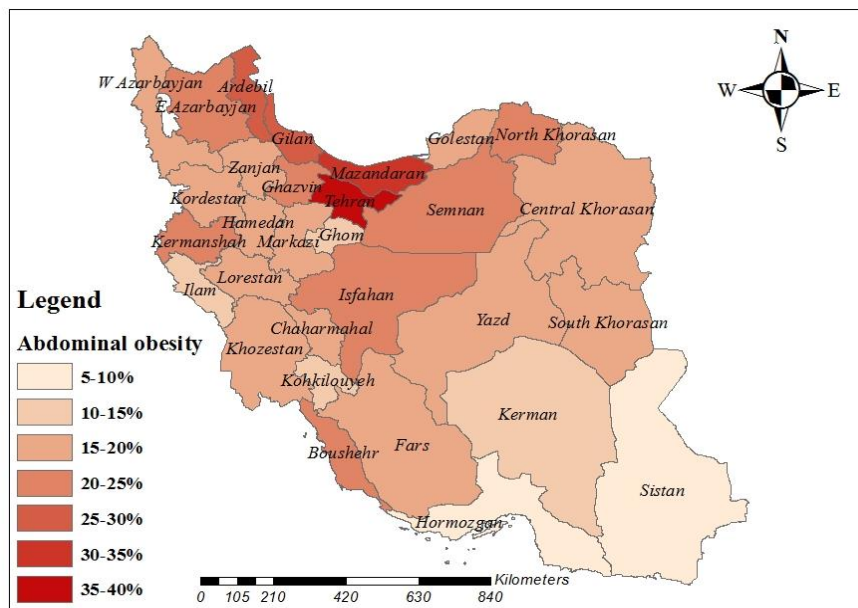 N
W E
S
W Azarbayjan
Ardebil
E Azarbayjan
Gilan
Golestan
North Khorasan
Zanjan
Mazandaran
Ghazvin
Tehran
Kordestan
Semnan
Central Khorasan
Hamedan
Ghom
Kermanshah
Markazi
Lorestan
Ilam
Isfahan
Yazd
South Khorasan
Chaharmahal
Khozestan
Kohkilouyeh
Kerman
Fars
Boushehr
Sistan
Hormozgan
Legend
Abdominal obesity
5-10%
10-15%
15-20%
20-25%
25-30%
30-35%
35-40%
Kilometers
0 105 210 420 630 840